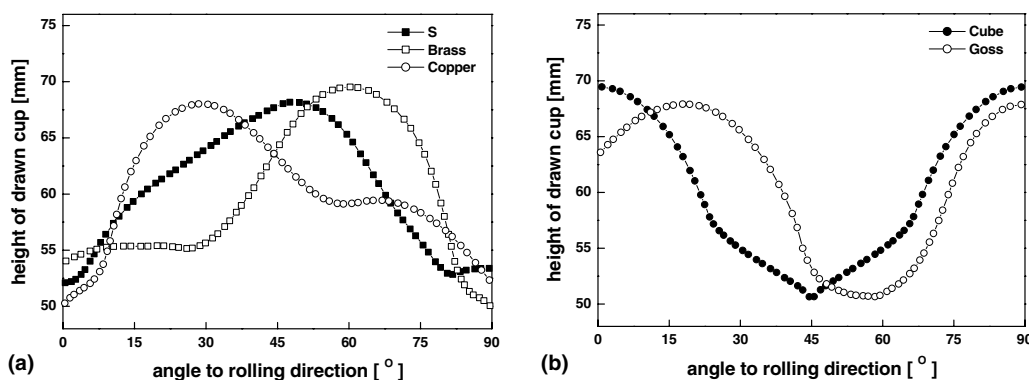 height of drawn cup [mm]
75
70
65
60
55
50
S
Brass
Copper
0
15
30
45
60
75
90
(a)
angle to rolling direction [ ° ]
height of drawn cup [mm]
75
70
65
60
55
50
Cube
Goss
0
15
30
45
60
75
90
(b)
angle to rolling direction [ ° ]